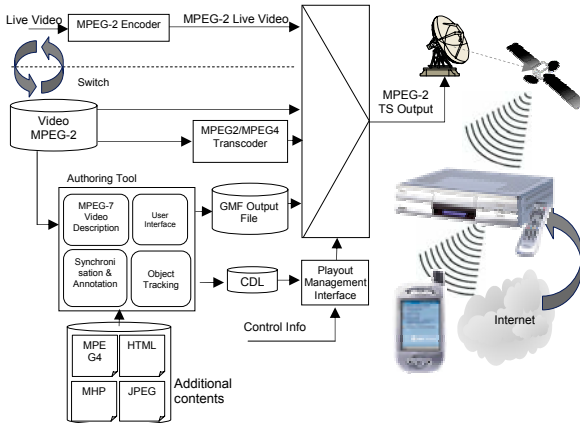 Live Video
MPEG-2 Encoder
MPEG-2 Live Video
Switch
Video
MPEG-2
MPEG2/MPEG4
Transcoder
MPEG-2
TS Output
Authoring Tool
MPEG-7
Video
Description
User
Interface
Synchroni
sation &
Annotation
Object
Tracking
GMF Output
File
CDL
Playout
Management
Interface
Control Info
MPE
G4
HTML
MHP
JPEG
Additional
contents
Internet